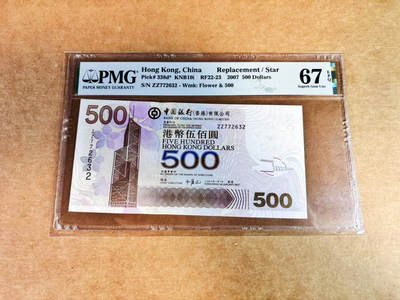 PMG
PAPER MONEY GUARANTY
Hong Kong, China Replacement / Star
Pick# 338d* KNB10i RF22-23 2007 500 Dollars
S/N ZZ772632 - Wmk: Flower & 500
67 EPQ
Superb Gem Unc
500
中國銀行(香港)有限公司
BANK OF CHINA (HONG KONG) LIMITED
ZZ772632
港幣伍佰圓
FIVE HUNDRED
HONG KONG DOLLARS
500
ZZ772632
500